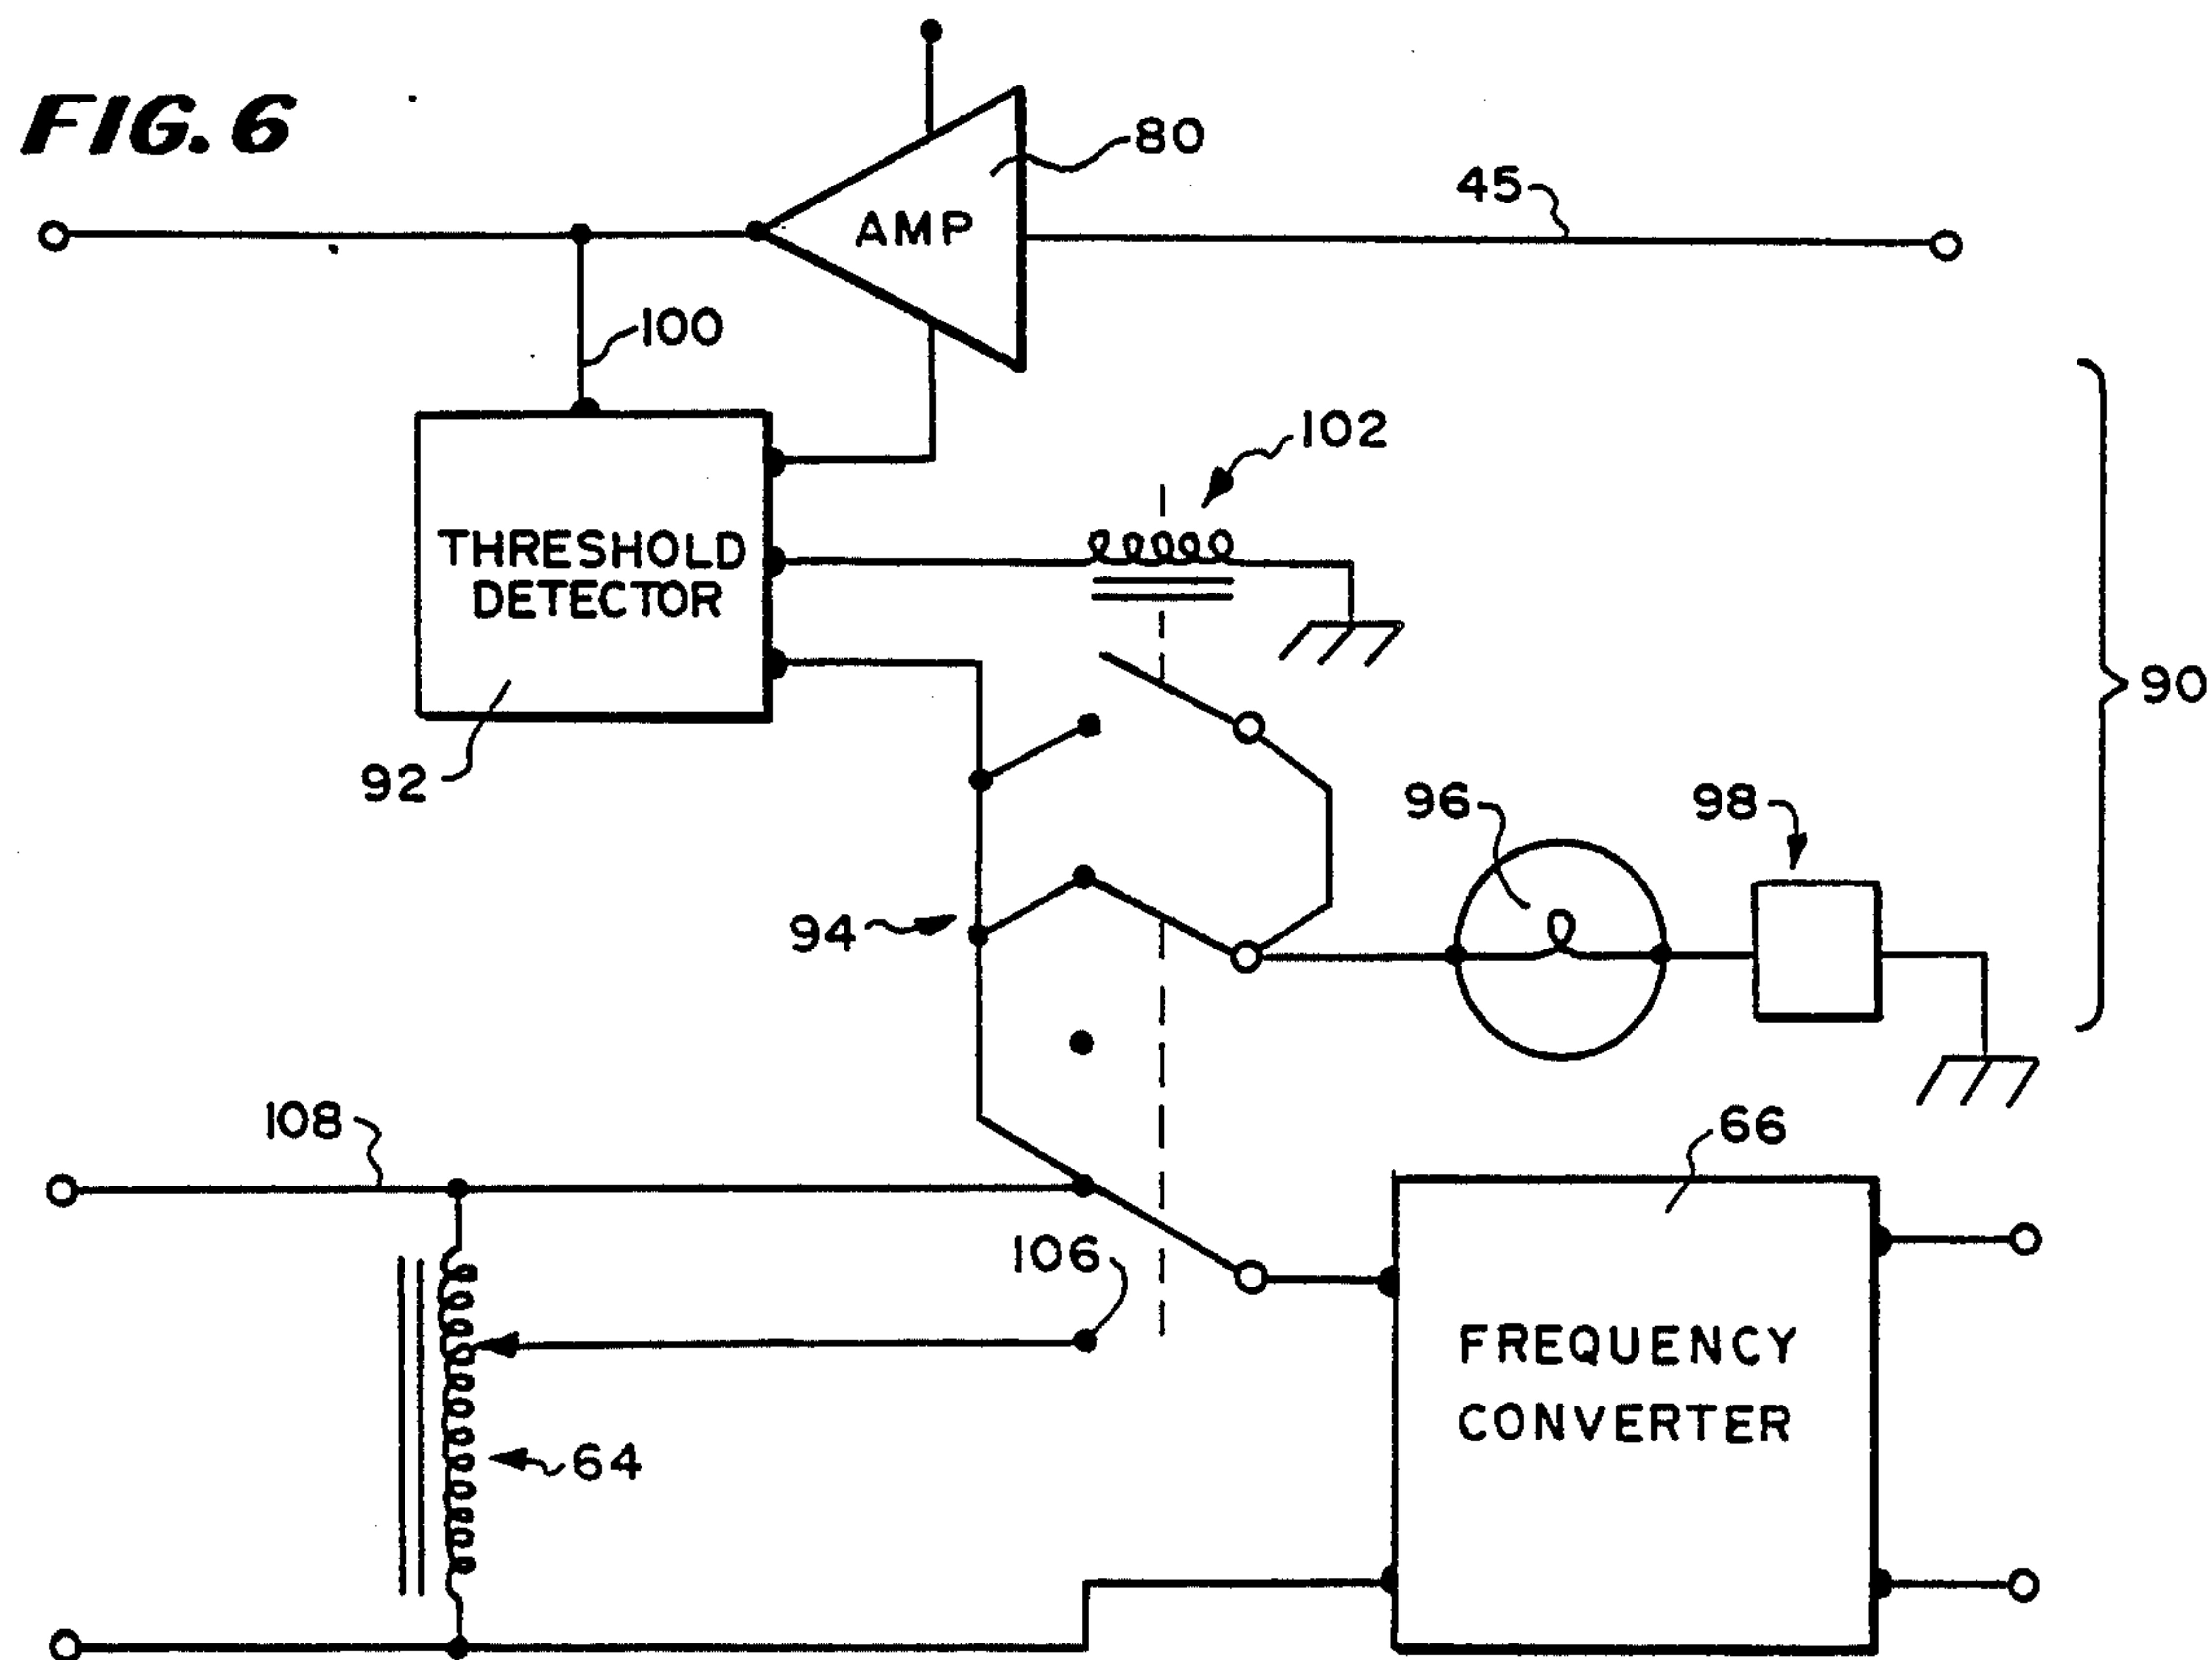 FIG. 6
80
AMP
45
100
102
THRESHOLD
DETECTOR
90
92
96
98
94
108
66
106
FREQUENCY
CONVERTER
64